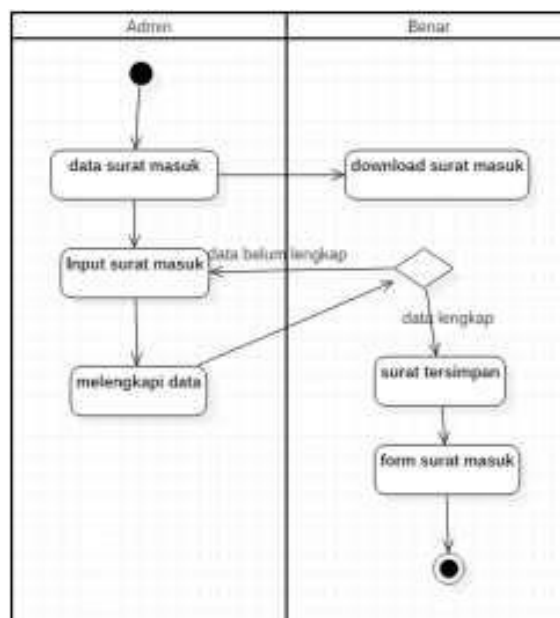 Admin
Benar
data surat masuk
download surat masuk
Input surat masuk
data belum lengkap
data lengkap
melengkapi data
surat tersimpan
form surat masuk